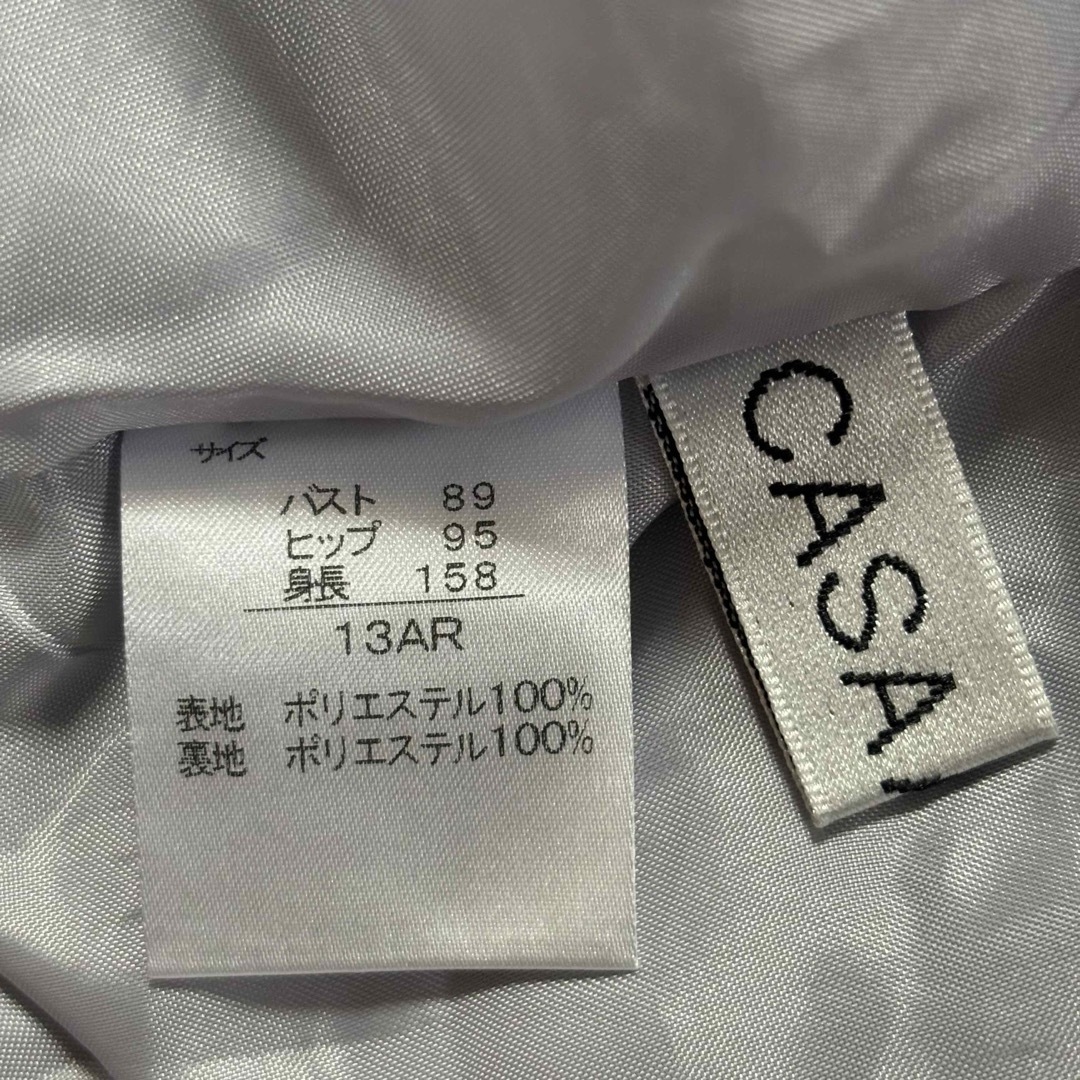 サイズ
バスト 89
ヒップ 95
身長 158
13AR
表地 ポリエステル100%
裏地 ポリエステル100%
CASA